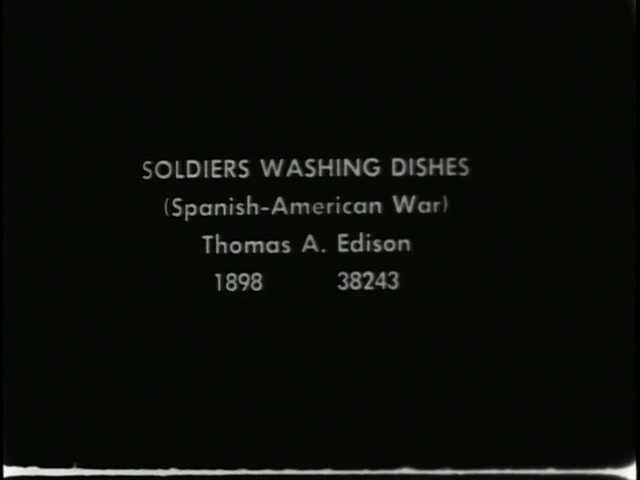 SOLDIERS WASHING DISHES
(Spanish-American War)
Thomas A. Edison
1898 38243